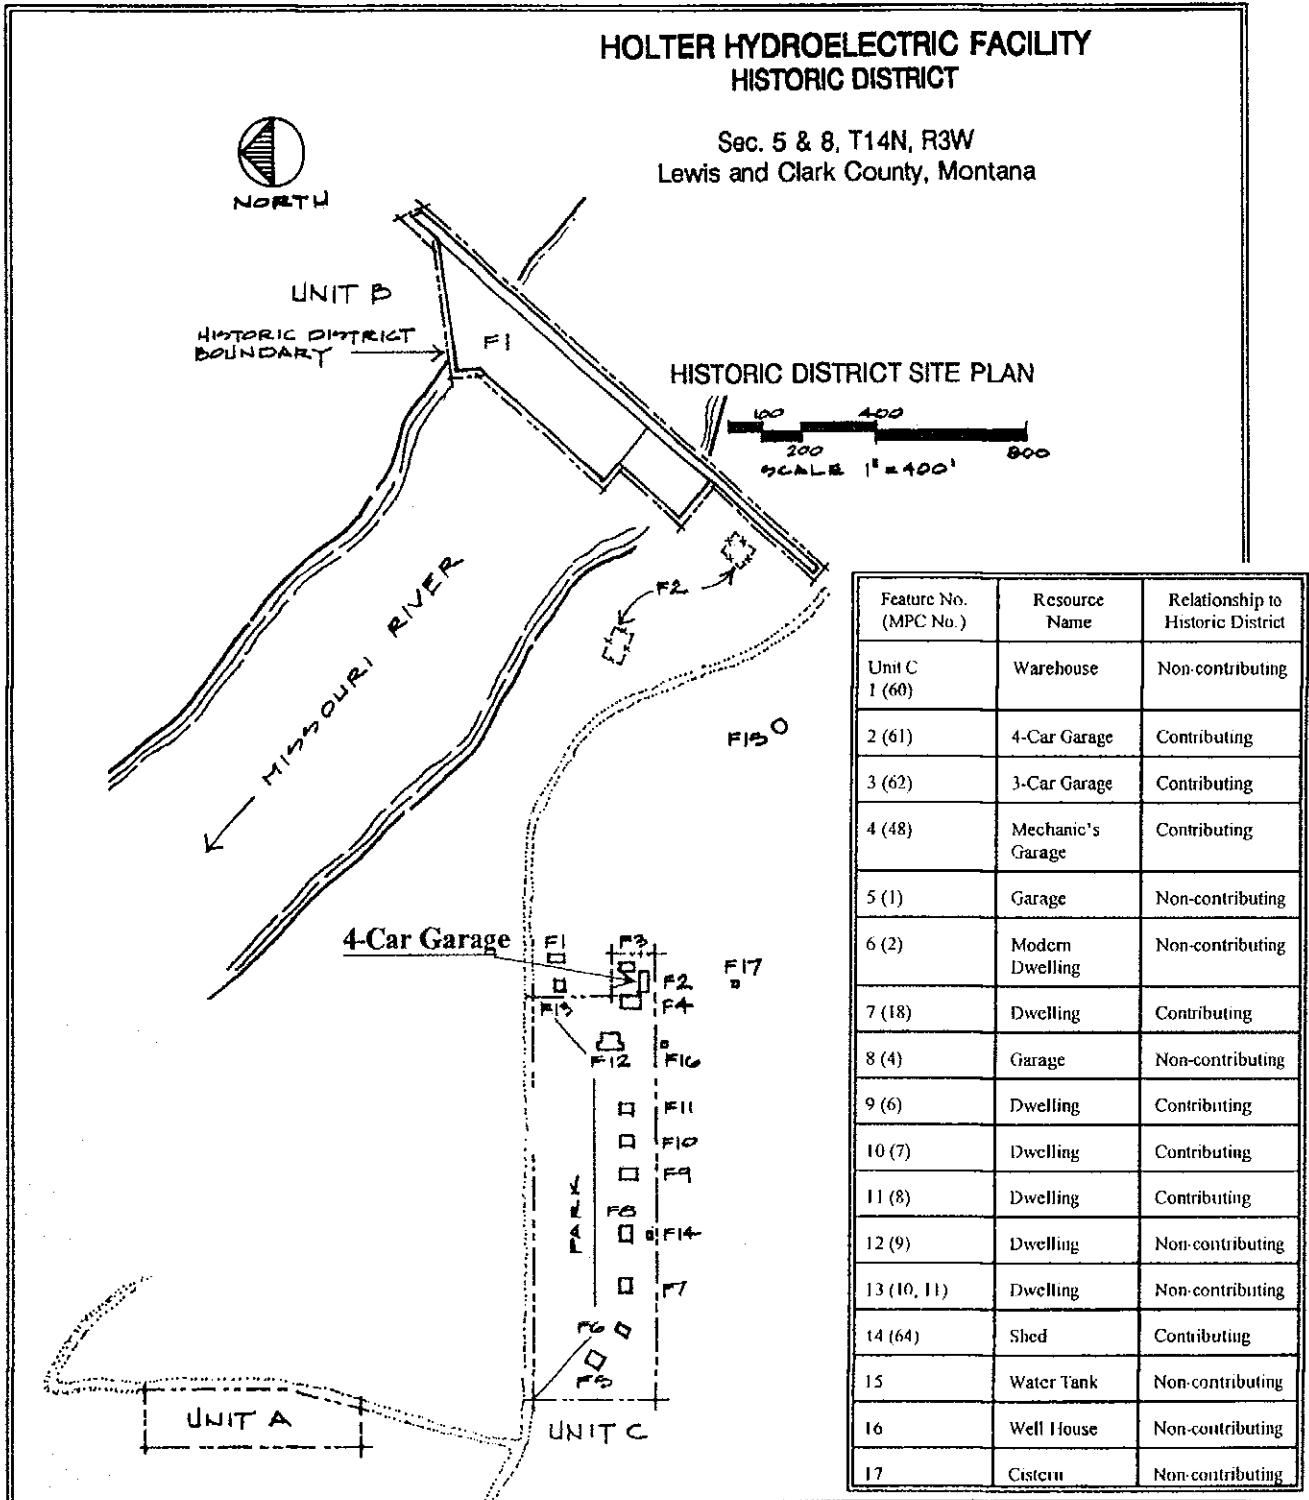 HOLTER HYDROELECTRIC FACILITY
HISTORIC DISTRICT
Sec. 5 & 8, T14N, R3W
Lewis and Clark County, Montana
NORTH
UNIT B
HISTORIC DISTRICT
BOUNDARY
F1
HISTORIC DISTRICT SITE PLAN
100 400
200 800
SCALE 1" = 400'
MISSOURI RIVER
F2
F15
4-Car Garage
F1
F3
F2
F17
F13
F4
F12
F16
F11
F10
F9
PARK
F8
F14
F7
F6
F5
UNIT A
UNIT C
Feature No. (MPC No.) Resource Name Relationship to Historic District
Unit C
1 (60) Warehouse Non-contributing
2 (61) 4-Car Garage Contributing
3 (62) 3-Car Garage Contributing
4 (48) Mechanic's Garage Contributing
5 (1) Garage Non-contributing
6 (2) Modern Dwelling Non-contributing
7 (18) Dwelling Contributing
8 (4) Garage Non-contributing
9 (6) Dwelling Contributing
10 (7) Dwelling Contributing
11 (8) Dwelling Contributing
12 (9) Dwelling Non-contributing
13 (10, 11) Dwelling Non-contributing
14 (64) Shed Contributing
15 Water Tank Non-contributing
16 Well House Non-contributing
17 Cistern Non-contributing